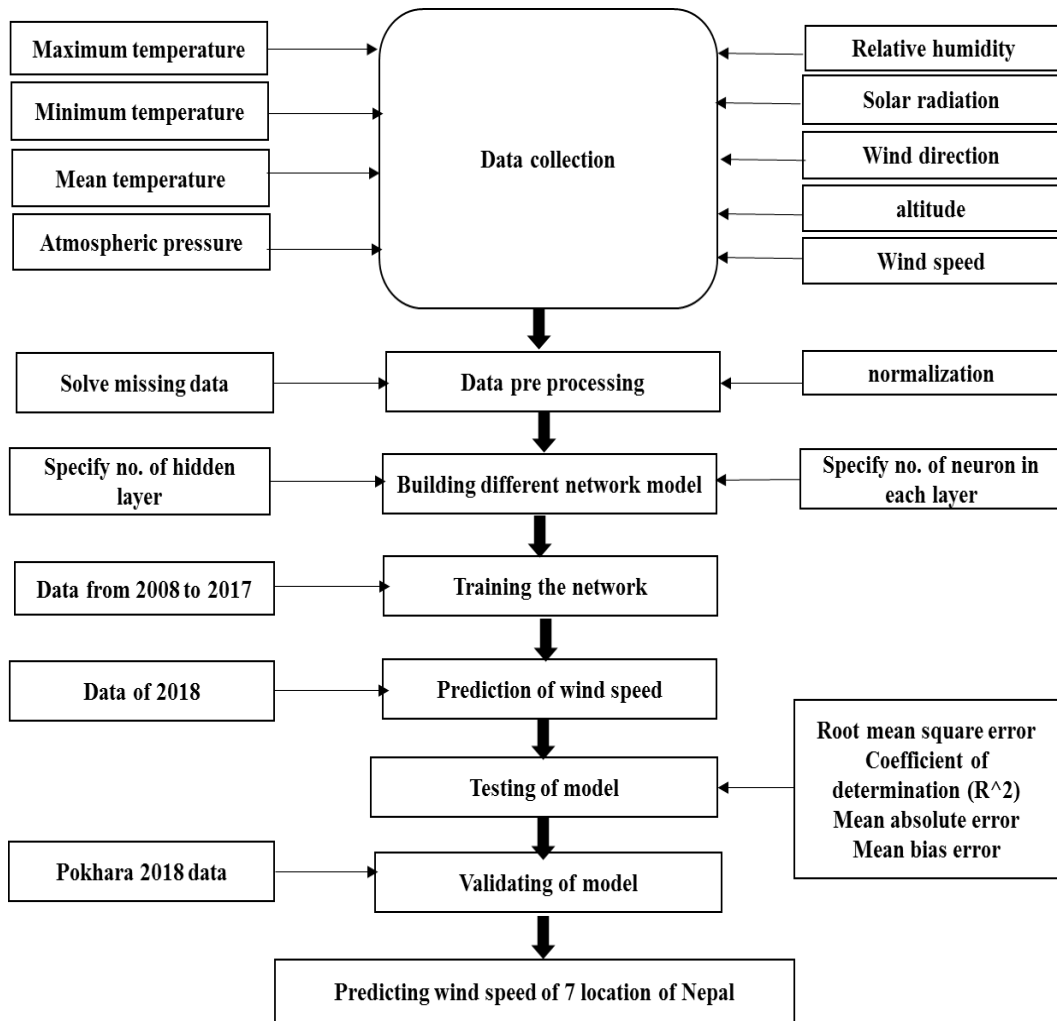 Maximum temperature
Minimum temperature
Mean temperature
Atmospheric pressure
Data collection
Relative humidity
Solar radiation
Wind direction
altitude
Wind speed
Solve missing data
Data pre processing
normalization
Specify no. of hidden
layer
Building different network model
Specify no. of neuron in
each layer
Data from 2008 to 2017
Training the network
Data of 2018
Prediction of wind speed
Testing of model
Root mean square error
Coefficient of
determination (R^2)
Mean absolute error
Mean bias error
Pokhara 2018 data
Validating of model
Predicting wind speed of 7 location of Nepal